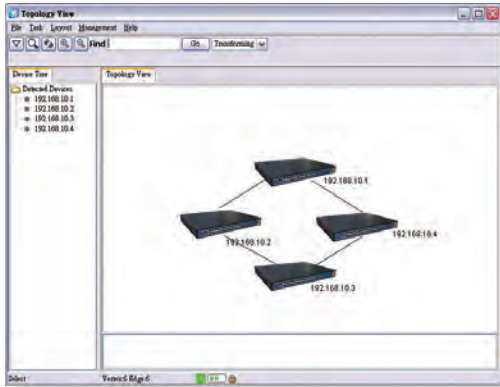 Topology View
File Task Layout Management Help
Find Go Transforming
Device Tree
Topology View
Detected Devices
192.168.10.1
192.168.10.2
192.168.10.3
192.168.10.4
192.168.10.1
192.168.10.2
192.168.10.4
192.168.10.3
Select